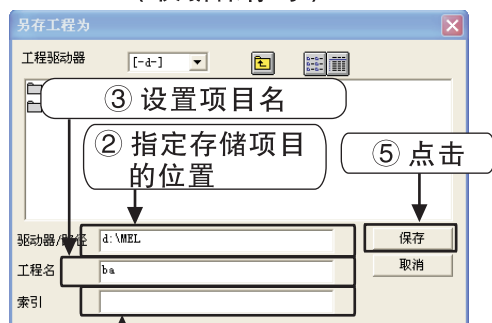 另存工程为
工程驱动器 [-d-]
③ 设置项目名
② 指定存储项目
的位置
⑤ 点击
驱动器/路径 d:\MEL 保存
工程名 ba 取消
索引